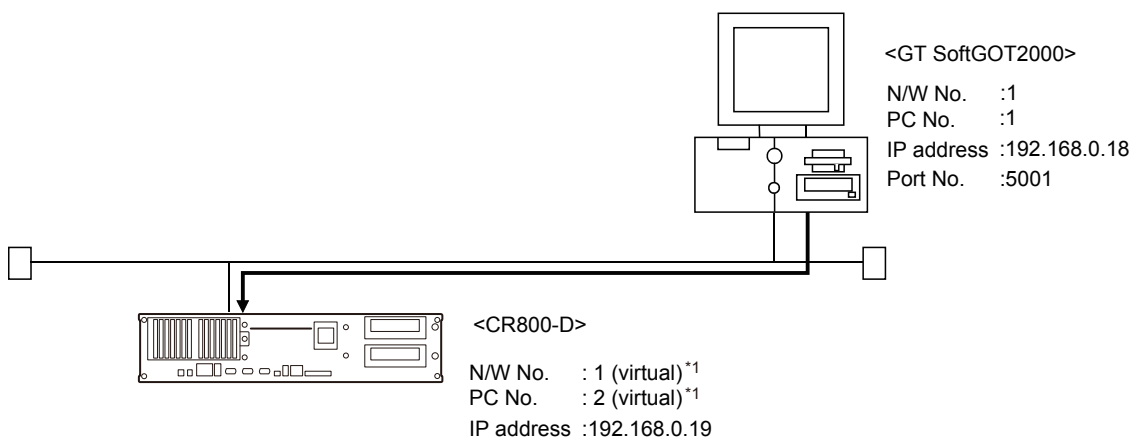 <GT SoftGOT2000>
N/W No. :1
PC No. :1
IP address :192.168.0.18
Port No. :5001
<CR800-D>
N/W No. : 1 (virtual)*1
PC No. : 2 (virtual)*1
IP address :192.168.0.19